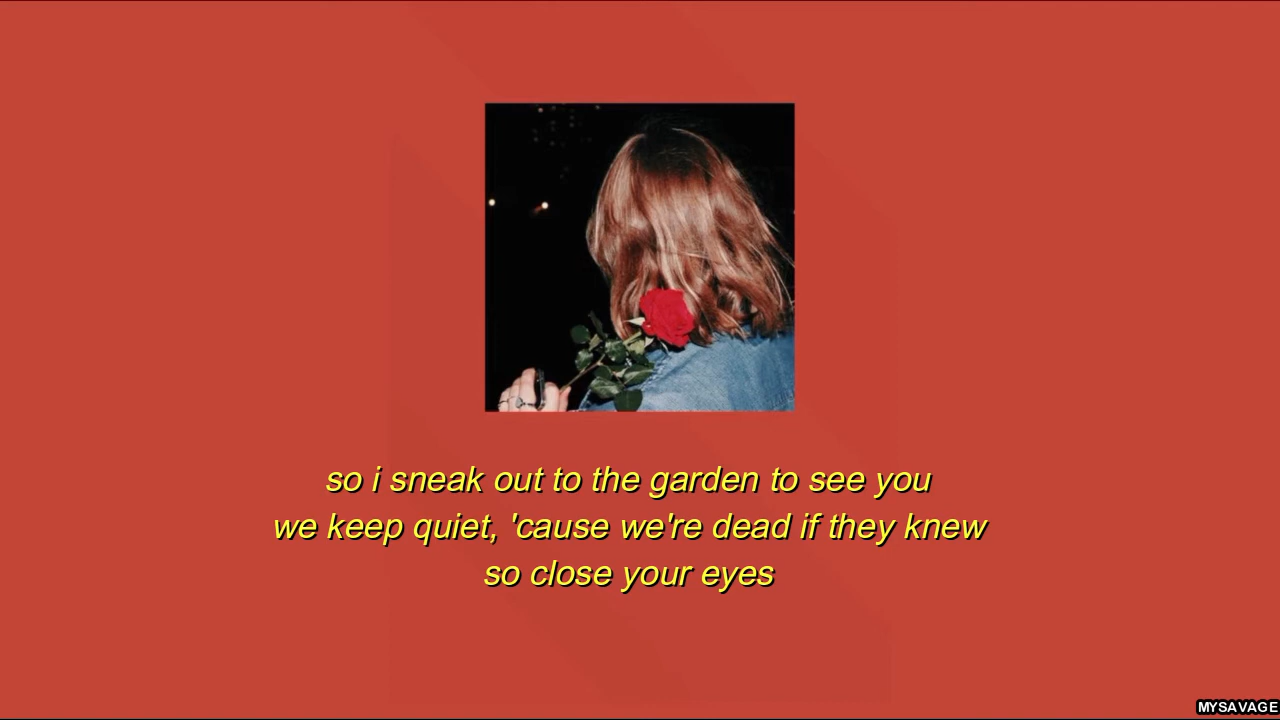 so i sneak out to the garden to see you
we keep quiet, 'cause we're dead if they knew
so close your eyes
MYSAVAGE